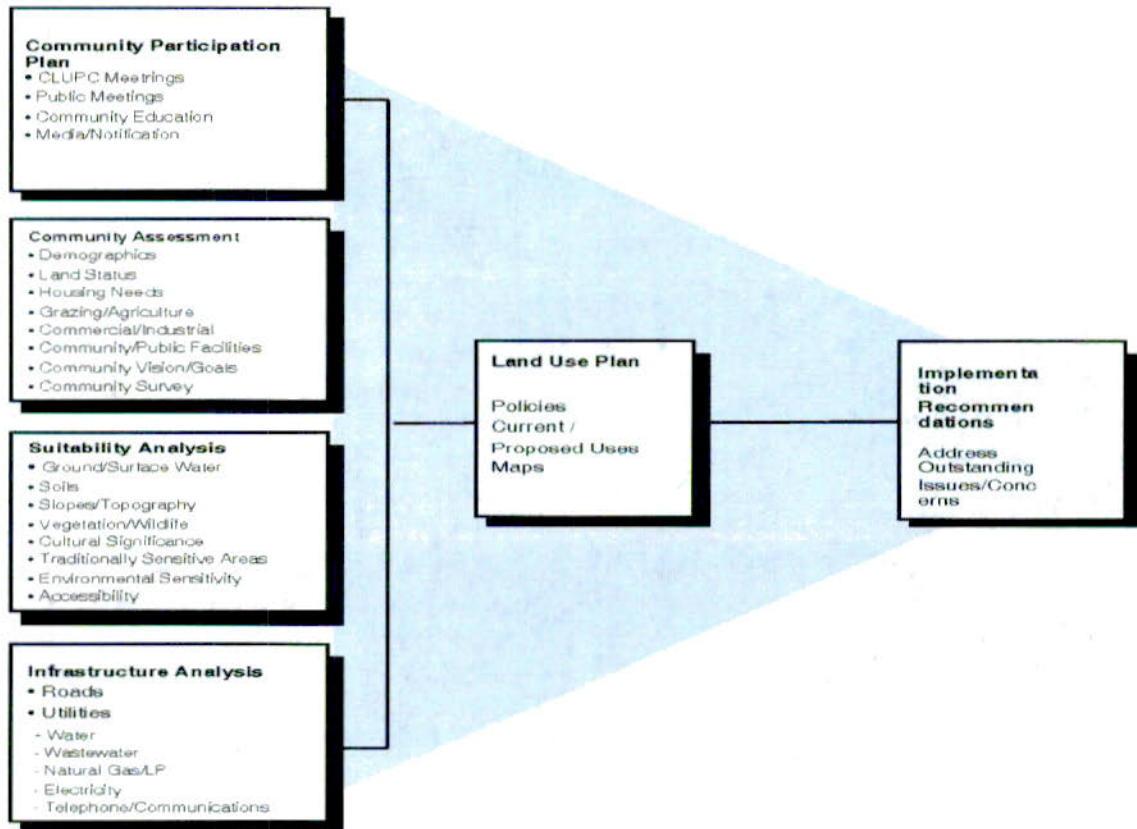 Community Participation
Plan
• CLUPC Meetrings
• Public Meetings
• Community Education
• Media/Notification
Community Assessment
• Demographics
• Land Status
• Housing Needs
• Grazing/Agriculture
• Commercial/Industrial
• Community/Public Facilities
• Community Vision/Goals
• Community Survey
Suitability Analysis
• Ground/Surface Water
• Soils
• Slopes/Topography
• Vegetation/Wildlife
• Cultural Significance
• Traditionally Sensitive Areas
• Environmental Sensitivity
• Accessibility
Infrastructure Analysis
• Roads
• Utilities
- Water
- Wastewater
- Natural Gas/LP
- Electricity
- Telephone/Communications
Land Use Plan
Policies
Current /
Proposed Uses
Maps
Implementa
tion
Recommen
dations
Address
Outstanding
Issues/Conc
erns